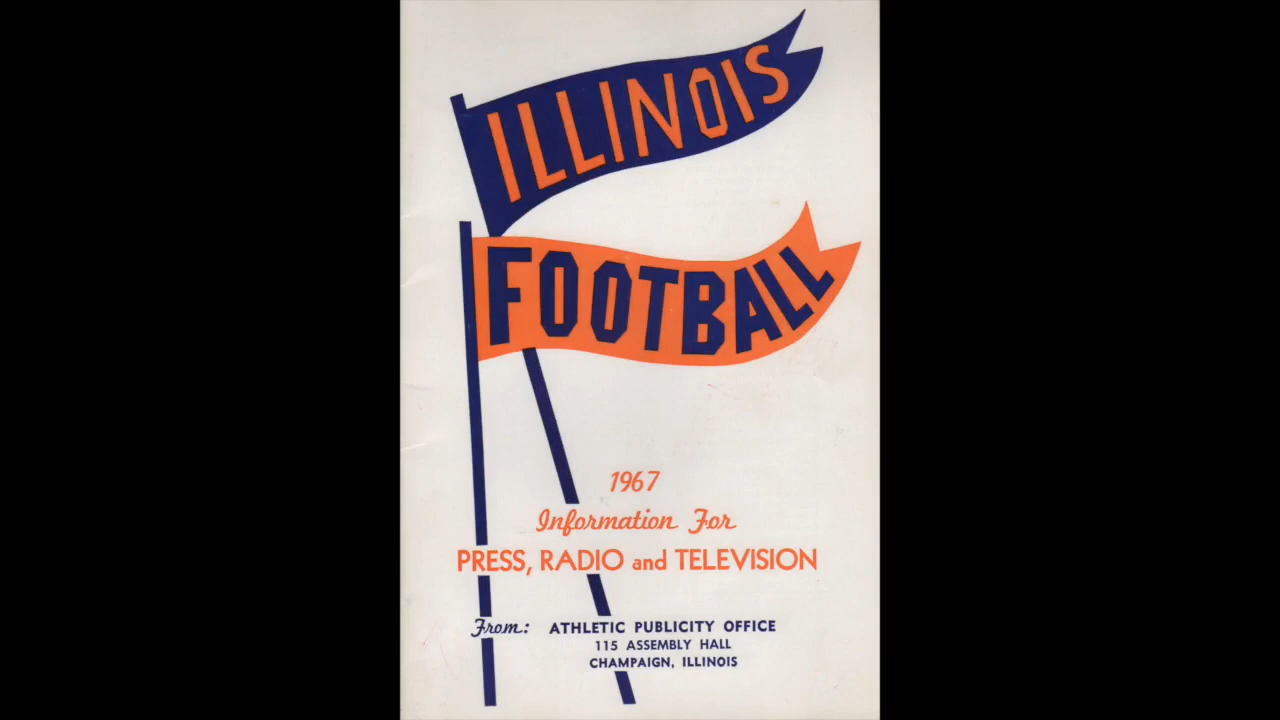 ILLINOIS
FOOTBALL
1967
Information For
PRESS, RADIO and TELEVISION
From: ATHLETIC PUBLICITY OFFICE
115 ASSEMBLY HALL
CHAMPAIGN, ILLINOIS